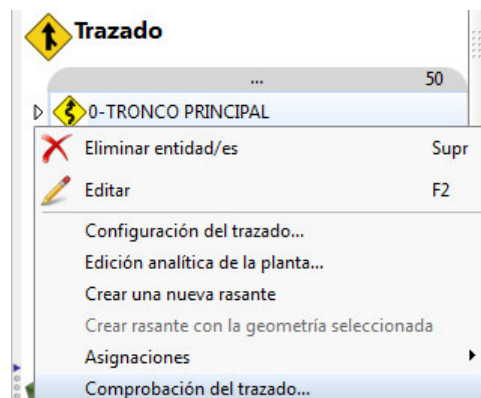 Trazado
... 50
0-TRONCO PRINCIPAL
Eliminar entidad/es Supr
Editar F2
Configuración del trazado...
Edición analítica de la planta...
Crear una nueva rasante
Crear rasante con la geometría seleccionada
Asignaciones
Comprobación del trazado...